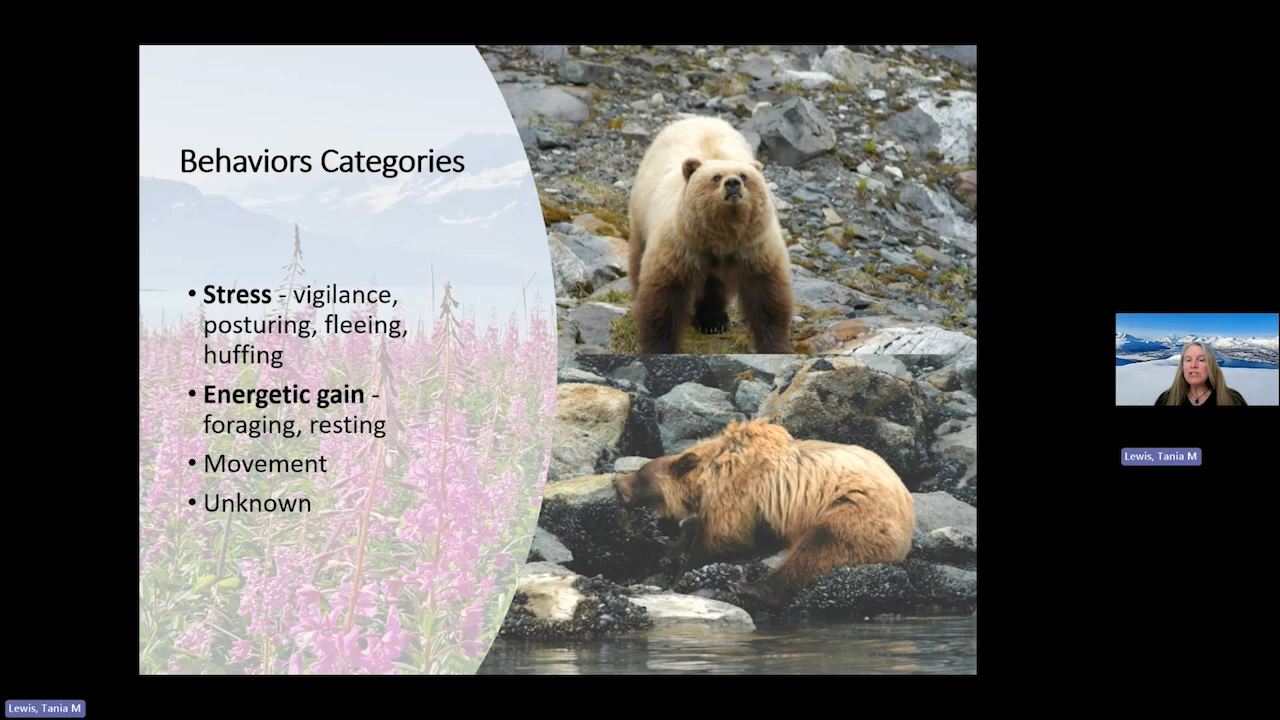 Behaviors Categories
• Stress - vigilance,
posturing, fleeing,
huffing
• Energetic gain -
foraging, resting
• Movement
• Unknown
Lewis, Tania M
Lewis, Tania M